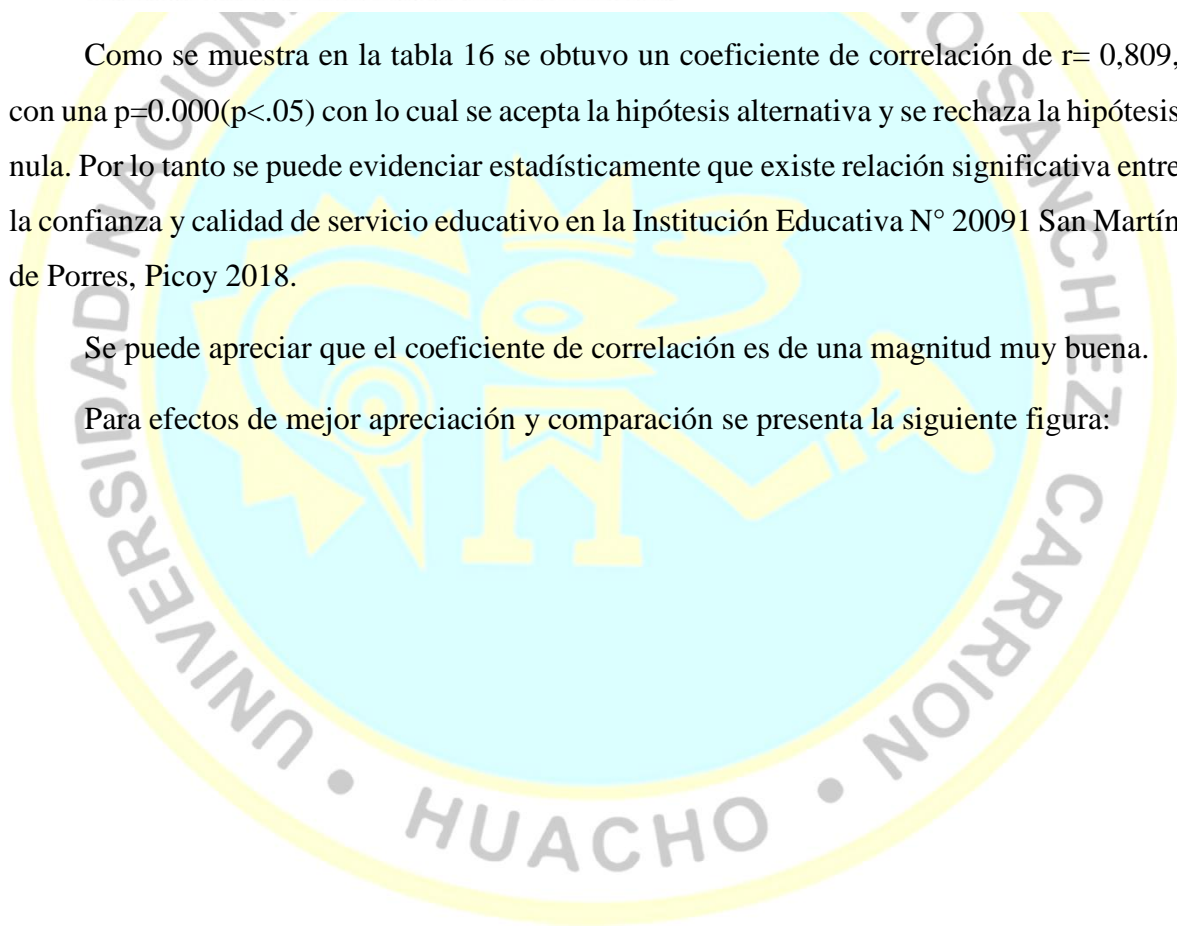 Como se muestra en la tabla 16 se obtuvo un coeficiente de correlación de r= 0,809,
con una p=0.000(p<.05) con lo cual se acepta la hipótesis alternativa y se rechaza la hipótesis
nula. Por lo tanto se puede evidenciar estadísticamente que existe relación significativa entre
la confianza y calidad de servicio educativo en la Institución Educativa N° 20091 San Martín
de Porres, Picoy 2018.
Se puede apreciar que el coeficiente de correlación es de una magnitud muy buena.
Para efectos de mejor apreciación y comparación se presenta la siguiente figura:
SANCHEZ CARRION
HUACHO